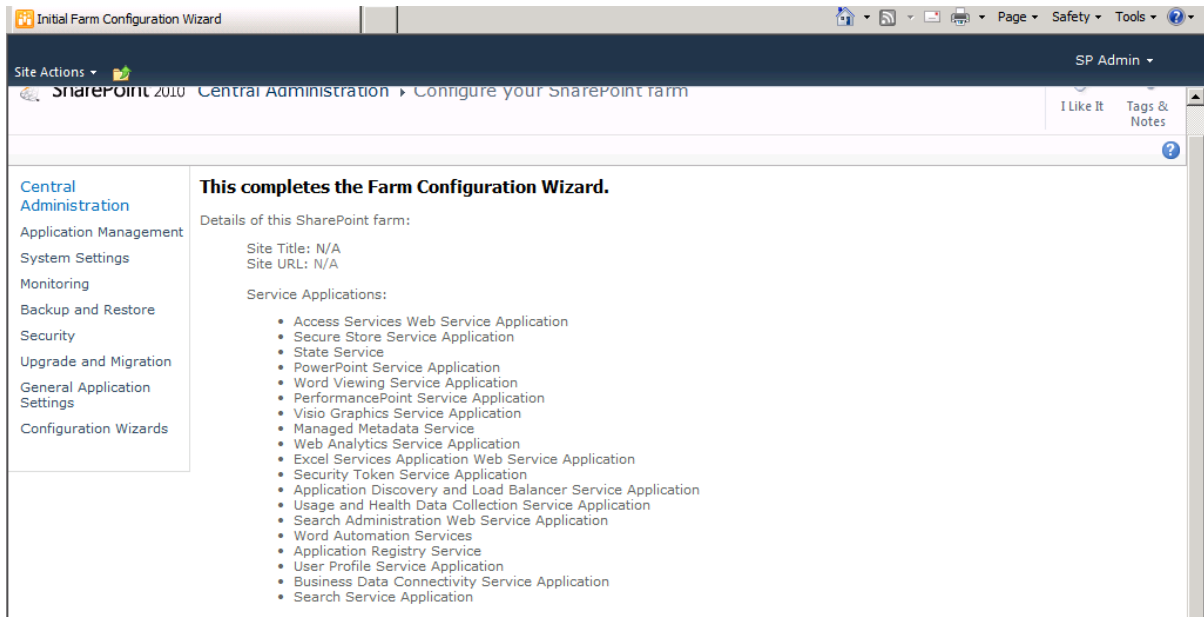 Initial Farm Configuration Wizard
Page Safety Tools
SP Admin
Site Actions
SharePoint 2010 Central Administration Configure your SharePoint farm
I Like It Tags &
Notes
Central
Administration
Application Management
System Settings
Monitoring
Backup and Restore
Security
Upgrade and Migration
General Application
Settings
Configuration Wizards
This completes the Farm Configuration Wizard.
Details of this SharePoint farm:
Site Title: N/A
Site URL: N/A
Service Applications:
• Access Services Web Service Application
• Secure Store Service Application
• State Service
• PowerPoint Service Application
• Word Viewing Service Application
• PerformancePoint Service Application
• Visio Graphics Service Application
• Managed Metadata Service
• Web Analytics Service Application
• Excel Services Application Web Service Application
• Security Token Service Application
• Application Discovery and Load Balancer Service Application
• Usage and Health Data Collection Service Application
• Search Administration Web Service Application
• Word Automation Services
• Application Registry Service
• User Profile Service Application
• Business Data Connectivity Service Application
• Search Service Application